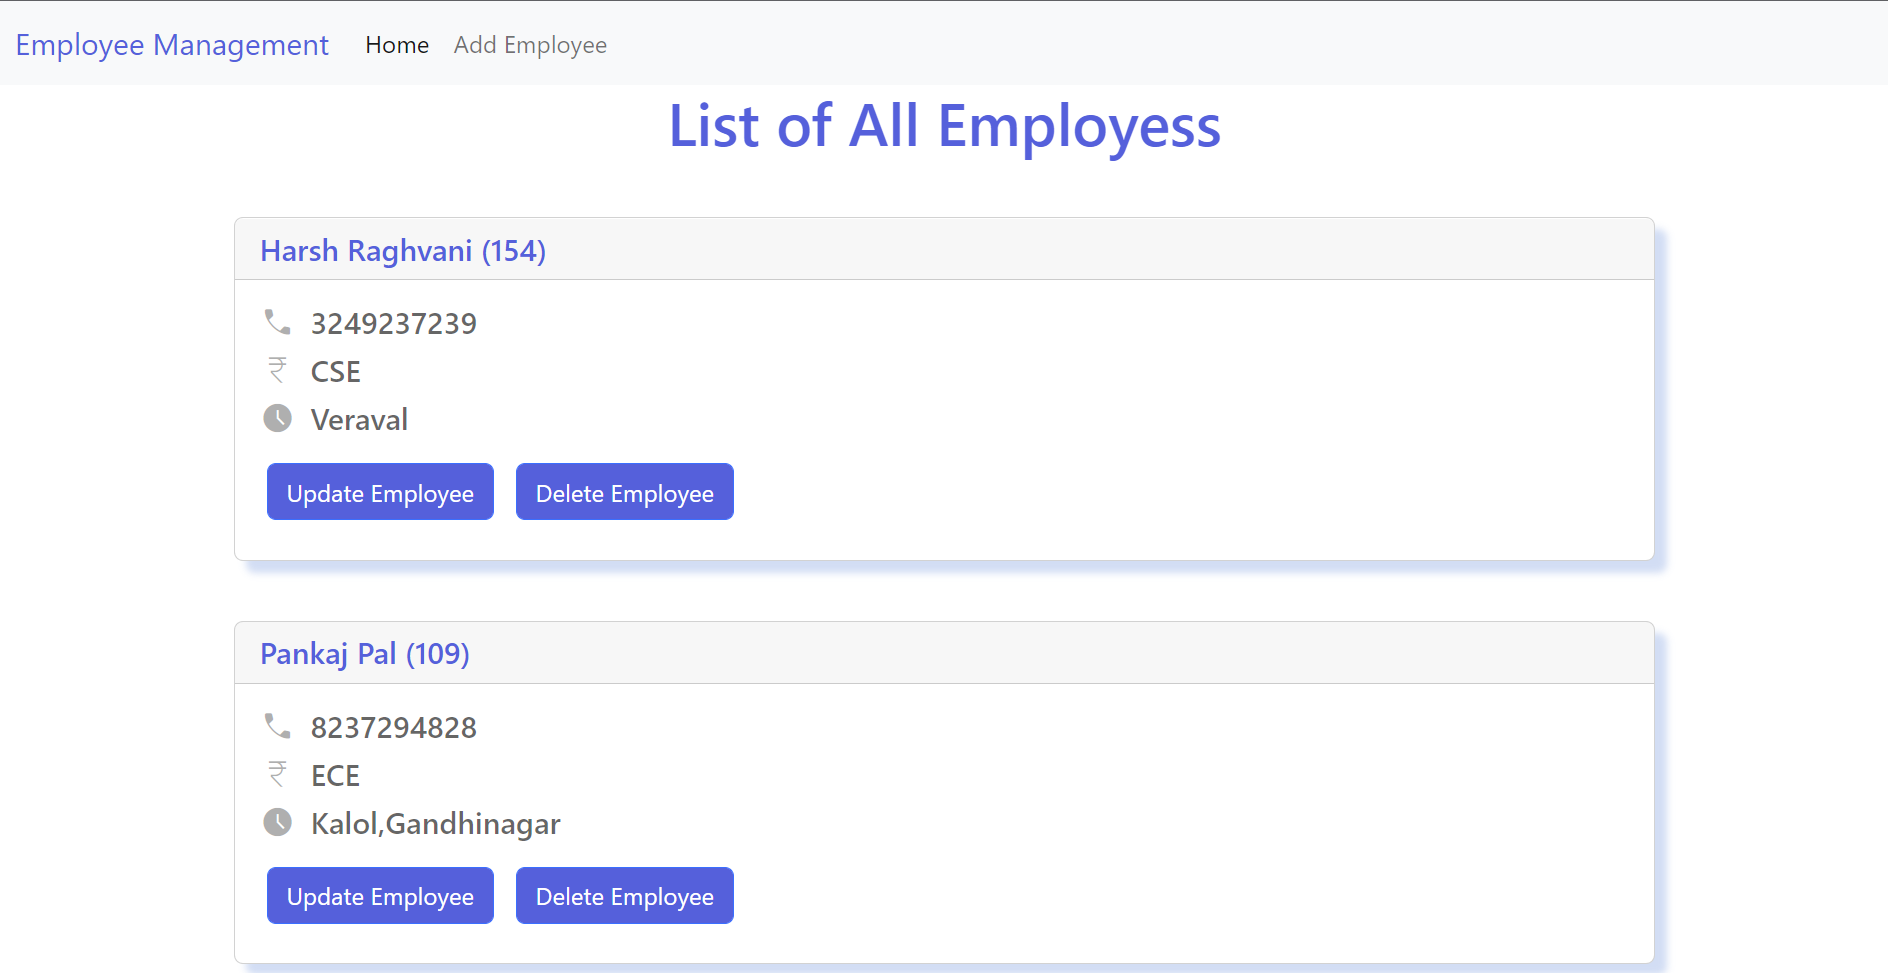 Employee Management Home Add Employee
List of All Employess
Harsh Raghvani (154)
3249237239
CSE
Veraval
Update Employee Delete Employee
Pankaj Pal (109)
8237294828
ECE
Kalol,Gandhinagar
Update Employee Delete Employee